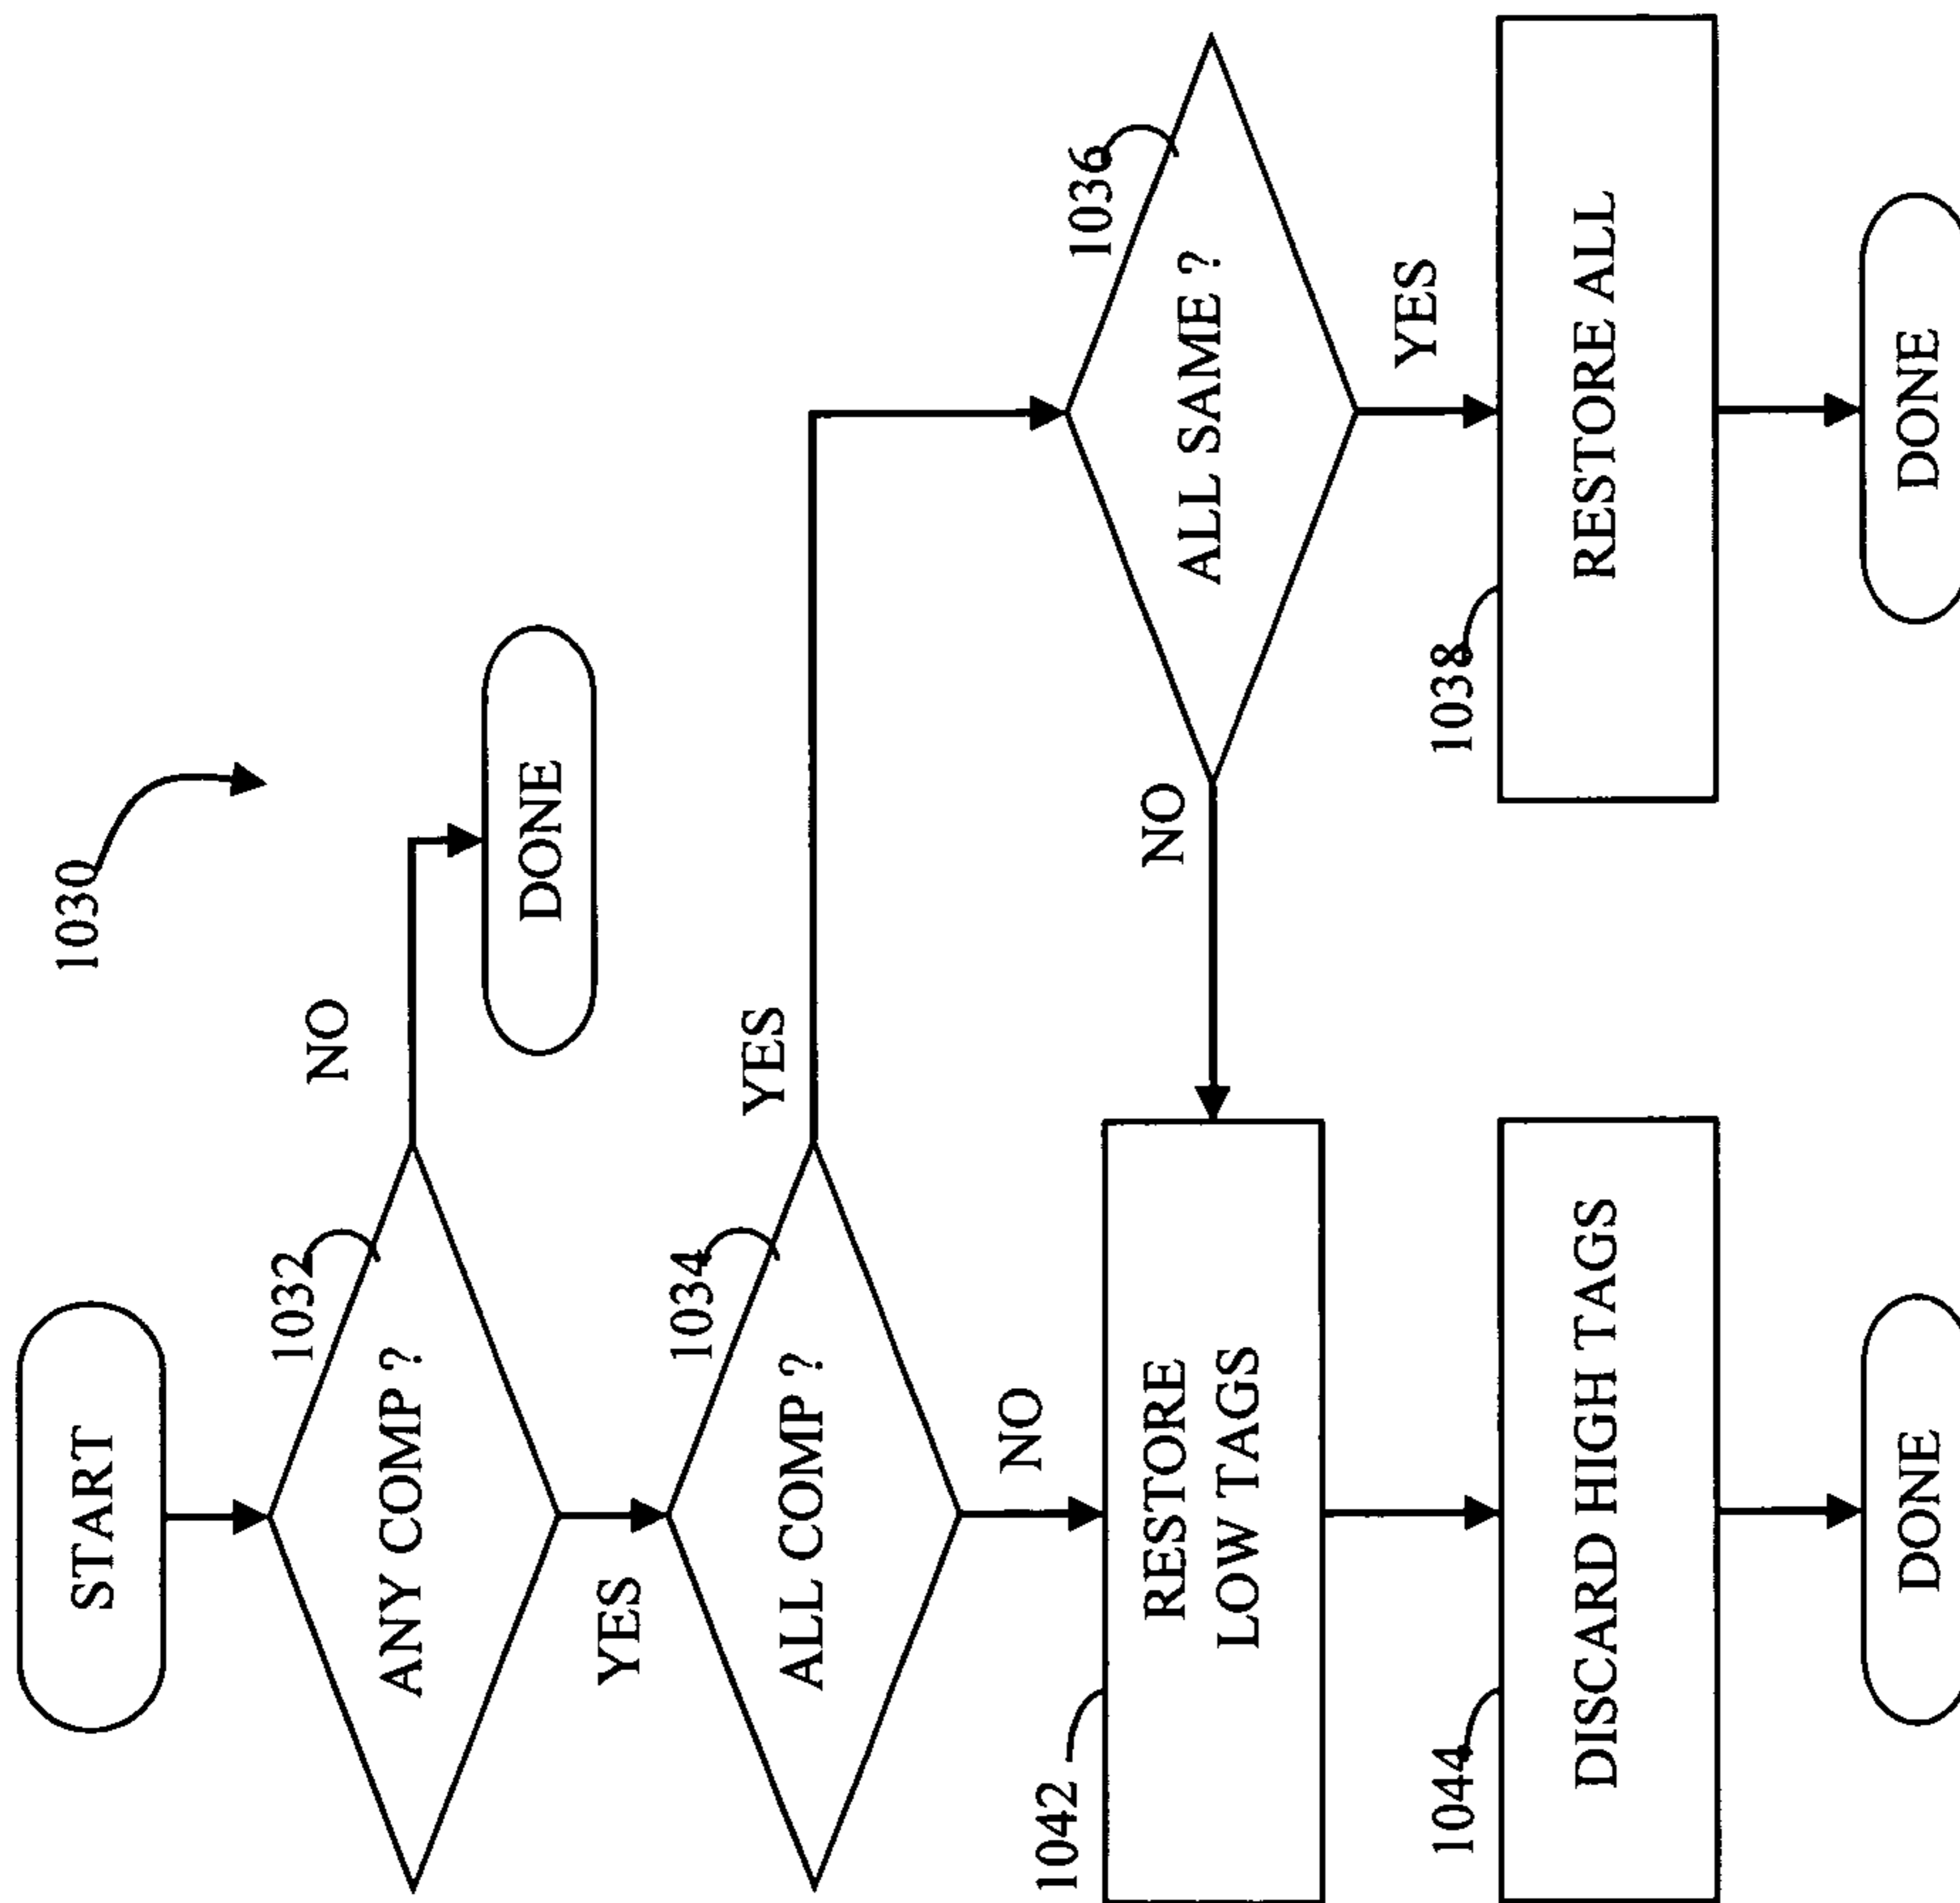 1030
START
1032
ANY COMP ?
NO
DONE
YES
1034
ALL COMP ?
YES
NO
1036
ALL SAME ?
NO
YES
1042
RESTORE
LOW TAGS
1038
RESTORE ALL
1044
DISCARD HIGH TAGS
DONE
DONE